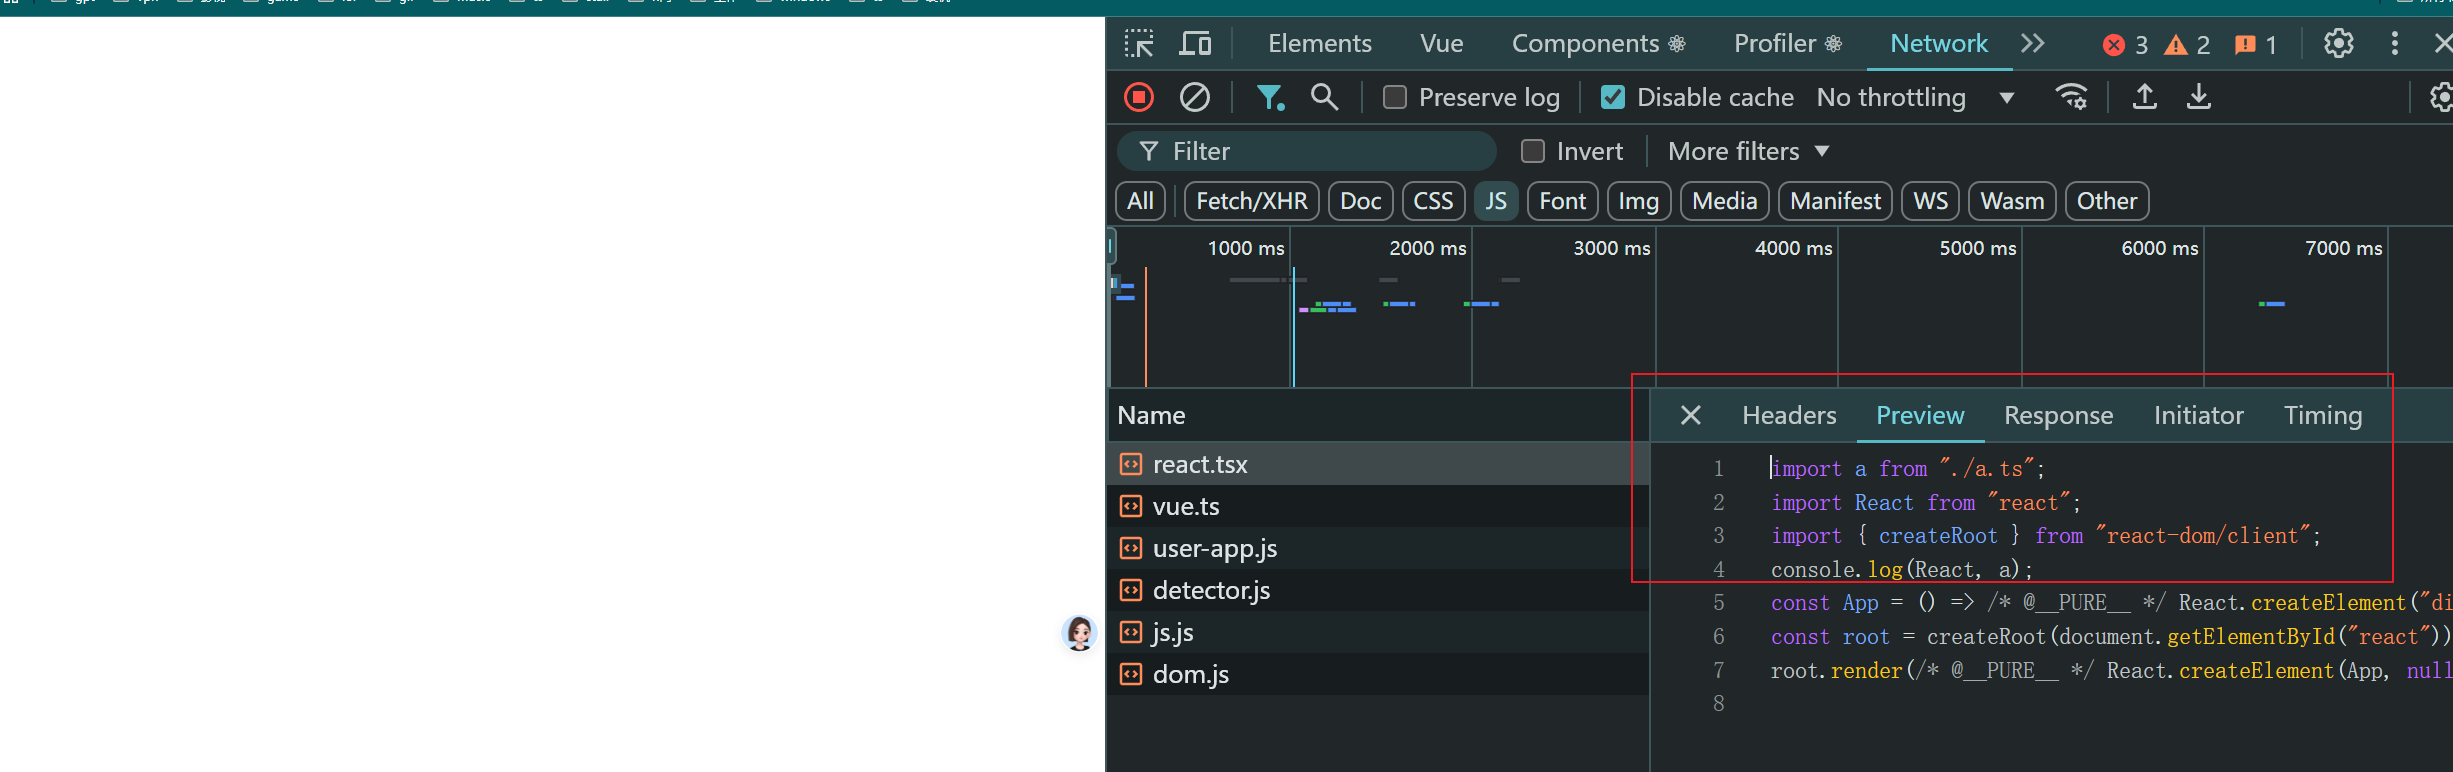 Elements Vue Components Profiler Network 3 2 1
Preserve log Disable cache No throttling
Filter Invert More filters
All Fetch/XHR Doc CSS JS Font Img Media Manifest WS Wasm Other
1000 ms 2000 ms 3000 ms 4000 ms 5000 ms 6000 ms 7000 ms
Name
react.tsx
vue.ts
user-app.js
detector.js
js.js
dom.js
Headers Preview Response Initiator Timing
1 import a from "./a.ts";
2 import React from "react";
3 import { createRoot } from "react-dom/client";
4 console.log(React, a);
5 const App = () => /* @__PURE__ */ React.createElement("di
6 const root = createRoot(document.getElementById("react"))
7 root.render(/* @__PURE__ */ React.createElement(App, null
8